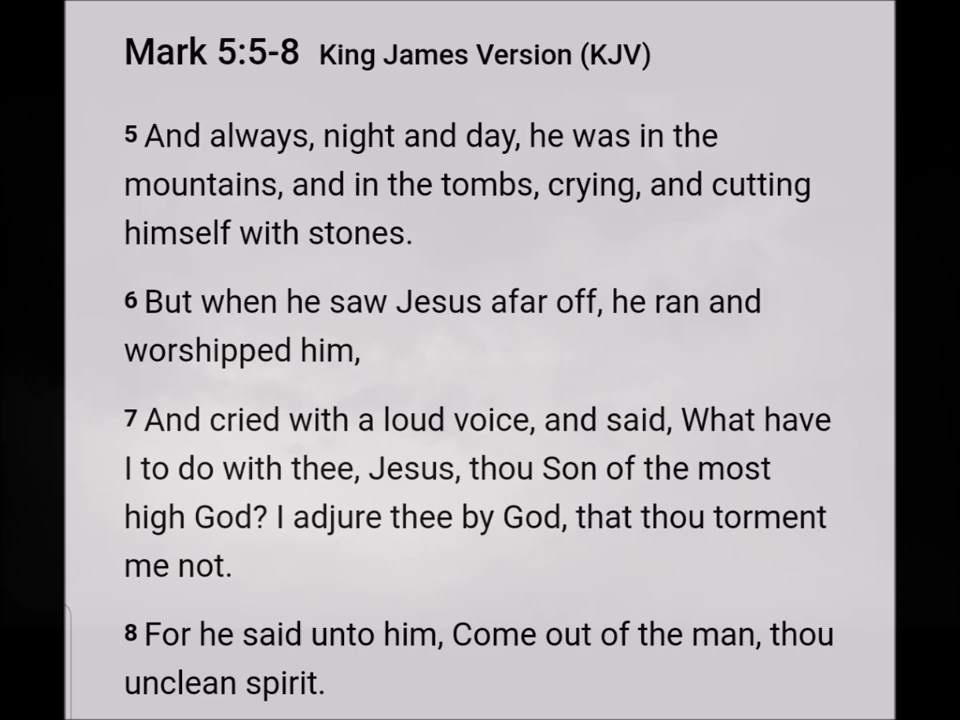 Mark 5:5-8 King James Version (KJV)
5 And always, night and day, he was in the
mountains, and in the tombs, crying, and cutting
himself with stones.
6 But when he saw Jesus afar off, he ran and
worshipped him,
7 And cried with a loud voice, and said, What have
I to do with thee, Jesus, thou Son of the most
high God? I adjure thee by God, that thou torment
me not.
8 For he said unto him, Come out of the man, thou
unclean spirit.